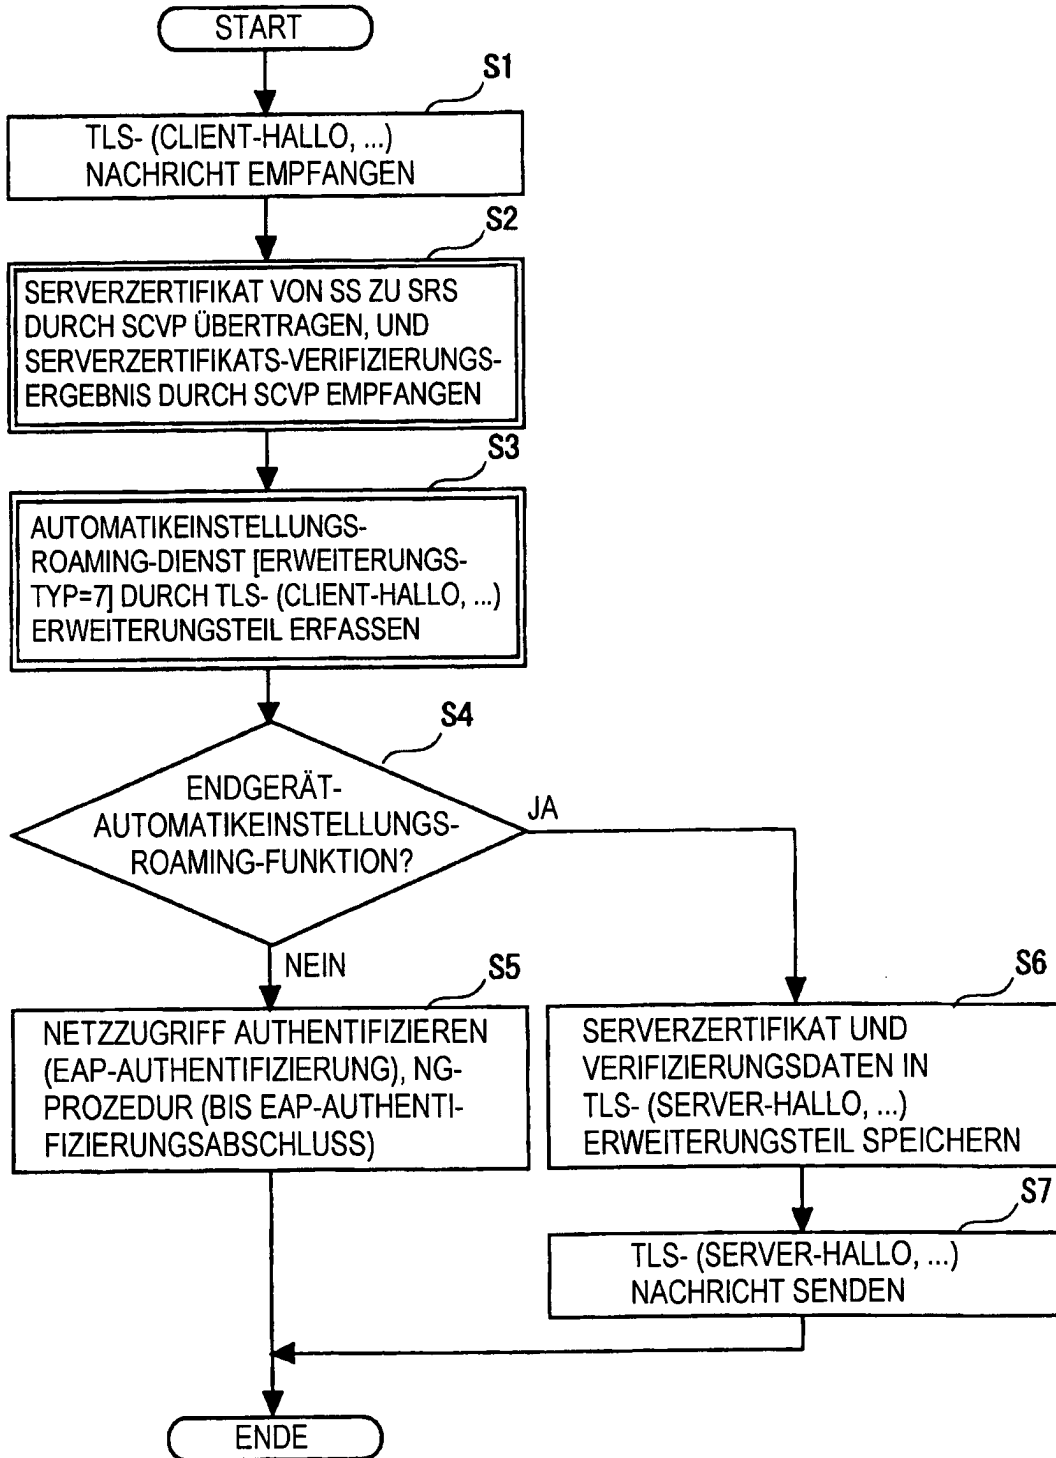 START
S1
TLS- (CLIENT-HALLO, ...)
NACHRICHT EMPFANGEN
S2
SERVERZERTIFIKAT VON SS ZU SRS
DURCH SCVP ÜBERTRAGEN, UND
SERVERZERTIFIKATS-VERIFIZIERUNGS-
ERGEBNIS DURCH SCVP EMPFANGEN
S3
AUTOMATIKEINSTELLUNGS-
ROAMING-DIENST [ERWEITERUNGS-
TYP=7] DURCH TLS- (CLIENT-HALLO, ...)
ERWEITERUNGSTEIL ERFASSEN
S4
ENDGERÄT-
AUTOMATIKEINSTELLUNGS-
ROAMING-FUNKTION?
JA
NEIN
S5
NETZZUGRIFF AUTHENTIFIZIEREN
(EAP-AUTHENTIFIZIERUNG), NG-
PROZEDUR (BIS EAP-AUTHENTI-
FIZIERUNGSABSCHLUSS)
S6
SERVERZERTIFIKAT UND
VERIFIZIERUNGSDATEN IN
TLS- (SERVER-HALLO, ...)
ERWEITERUNGSTEIL SPEICHERN
S7
TLS- (SERVER-HALLO, ...)
NACHRICHT SENDEN
ENDE